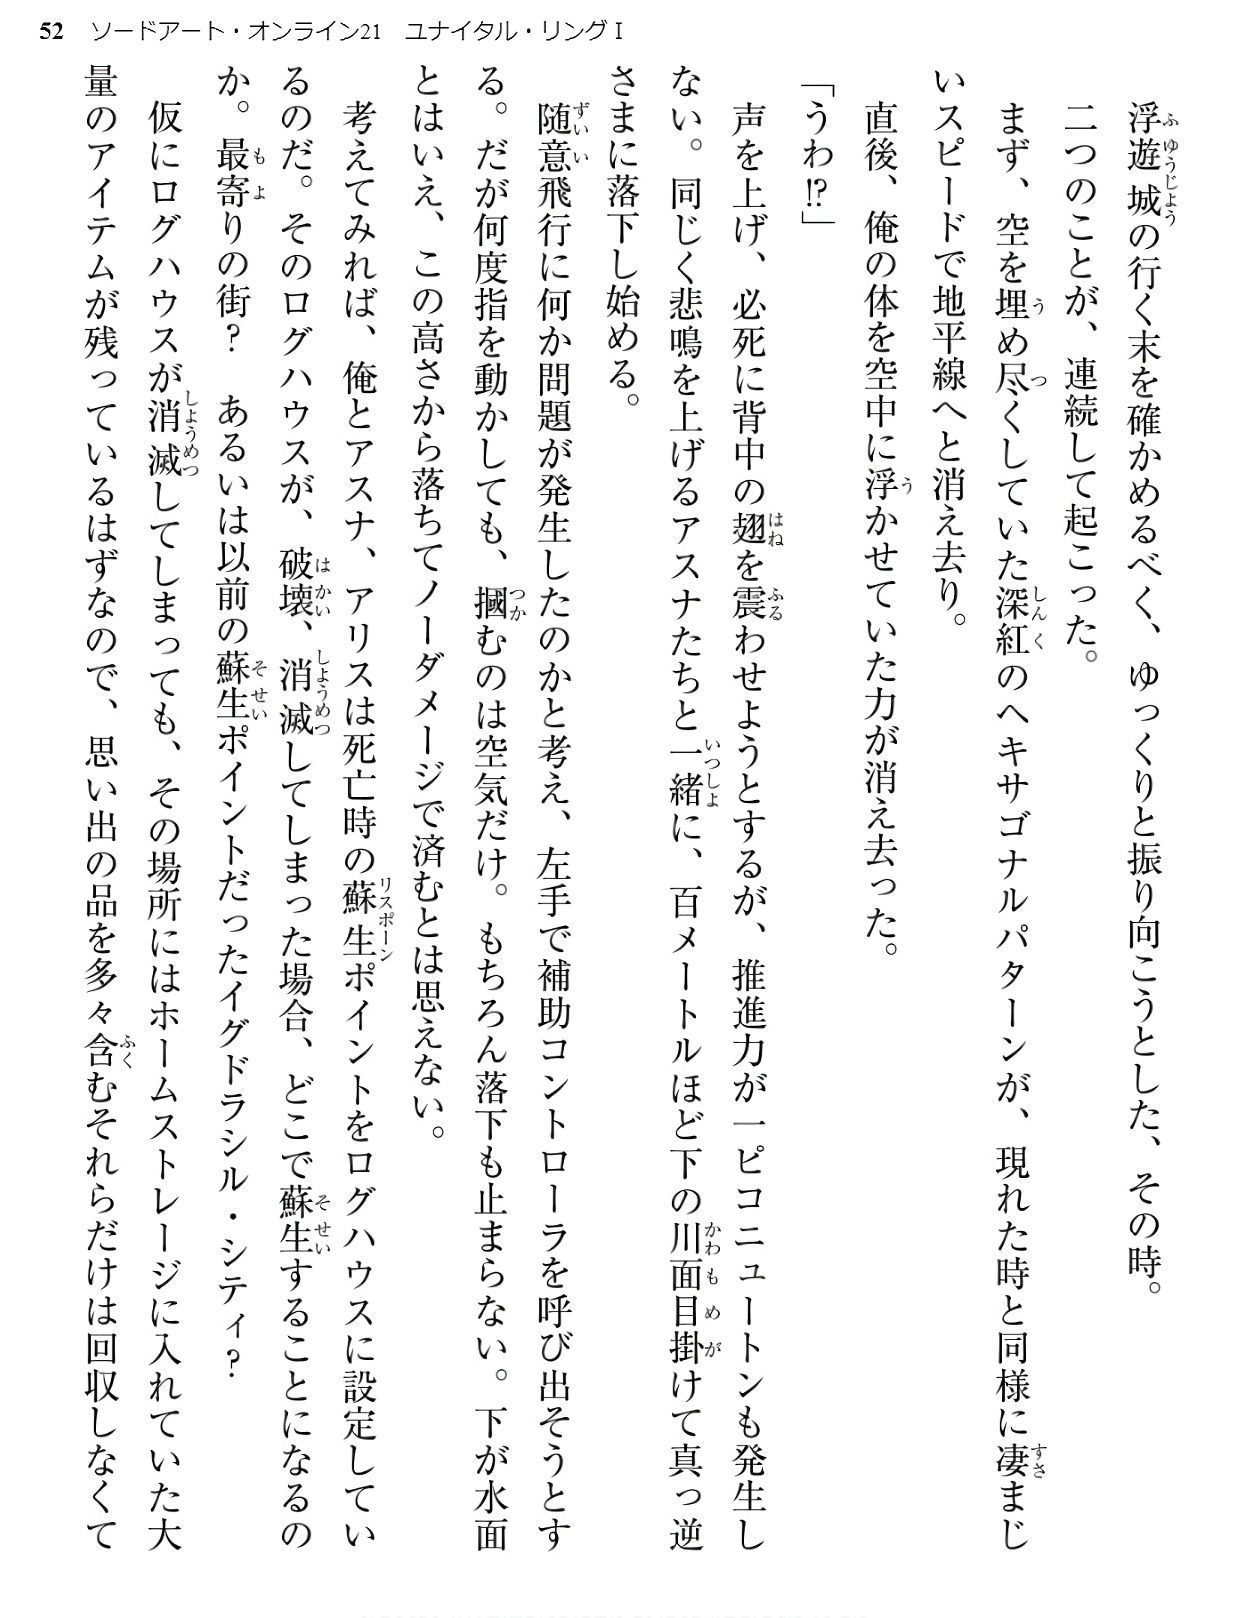 52 ソードアート・オンライン21 ユナイタル・リングⅠ
浮遊城の行く末を確かめるべく、ゆっくりと振り向こうとした、その時。
二つのことが、連続して起こった。
まず、空を埋め尽くしていた深紅のヘキサゴナルパターンが、現れた時と同様に凄まじ
いスピードで地平線へと消え去り。
直後、俺の体を空中に浮かせていた力が消え去った。
「うわ!?」
声を上げ、必死に背中の翅を震わせようとするが、推進力が一ピコニュートンも発生し
ない。同じく悲鳴を上げるアスナたちと一緒に、百メートルほど下の川面目掛けて真っ逆
さまに落下し始める。
随意飛行に何か問題が発生したのかと考え、左手で補助コントローラを呼び出そうとす
る。だが何度指を動かしても、摑むのは空気だけ。もちろん落下も止まらない。下が水面
とはいえ、この高さから落ちてノーダメージで済むとは思えない。
考えてみれば、俺とアスナ、アリスは死亡時の蘇生ポイントをログハウスに設定してい
るのだ。そのログハウスが、破壊、消滅してしまった場合、どこで蘇生することになるの
か。最寄りの街? あるいは以前の蘇生ポイントだったイグドラシル・シティ?
仮にログハウスが消滅してしまっても、その場所にはホームストレージに入れていた大
量のアイテムが残っているはずなので、思い出の品を多々含むそれらだけは回収しなくて